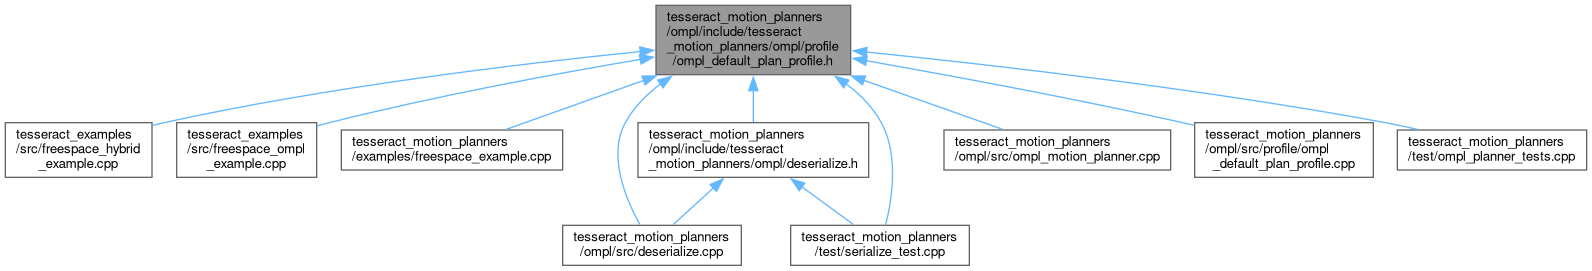 tesseract_motion_planners
/ompl/include/tesseract
_motion_planners/ompl/profile
/ompl_default_plan_profile.h
tesseract_examples
/src/freespace_hybrid
_example.cpp
tesseract_examples
/src/freespace_ompl
_example.cpp
tesseract_motion_planners
/examples/freespace_example.cpp
tesseract_motion_planners
/ompl/include/tesseract
_motion_planners/ompl/deserialize.h
tesseract_motion_planners
/ompl/src/ompl_motion_planner.cpp
tesseract_motion_planners
/ompl/src/profile/ompl
_default_plan_profile.cpp
tesseract_motion_planners
/test/ompl_planner_tests.cpp
tesseract_motion_planners
/ompl/src/deserialize.cpp
tesseract_motion_planners
/test/serialize_test.cpp